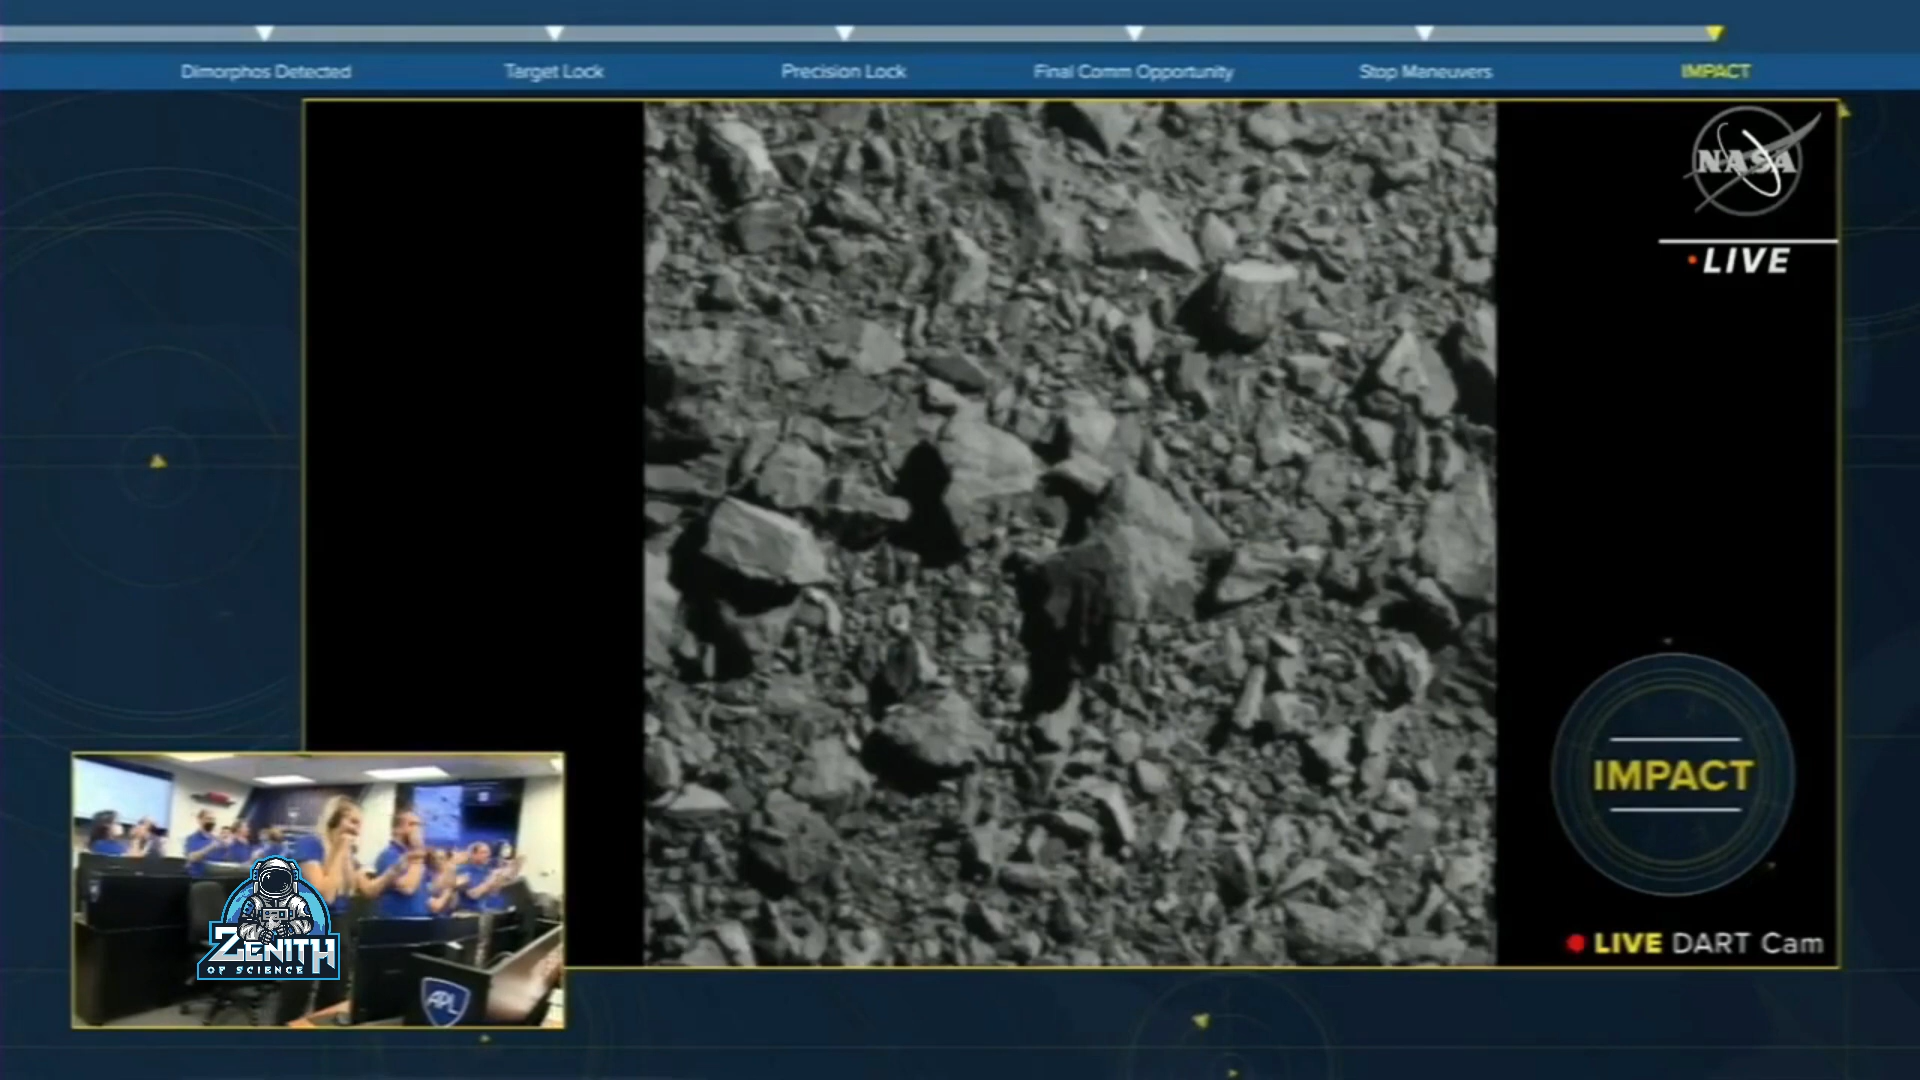 Dimorphos Detected
Target Lock
Precision Lock
Final Comm Opportunity
Stop Maneuvers
IMPACT
NASA
LIVE
IMPACT
LIVE DART Cam
ZENITH
OF SCIENCE
APL